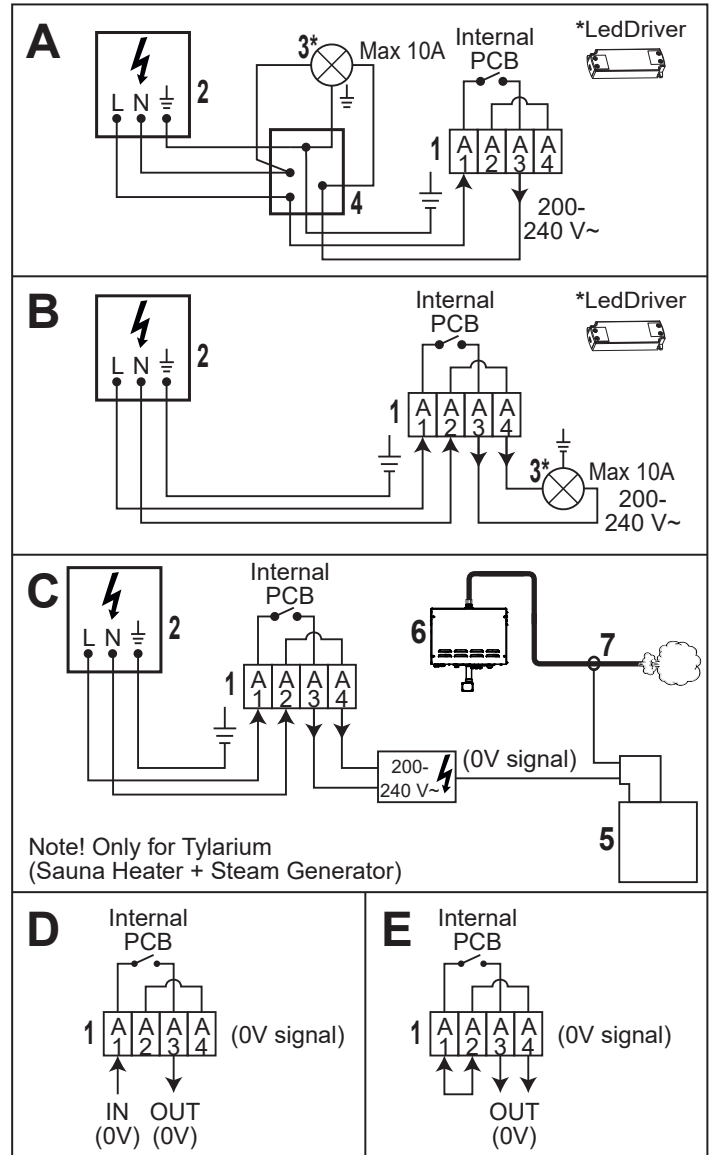 A
L N
2
3*
Max 10A
Internal
PCB
*LedDriver
1
A A A A
1 2 3 4
4
200-
240 V~
B
L N
2
Internal
PCB
*LedDriver
1
A A A A
1 2 3 4
3*
Max 10A
200-
240 V~
C
L N
2
Internal
PCB
1
A A A A
1 2 3 4
6
7
200-
240 V~
(0V signal)
5
Note! Only for Tylarium
(Sauna Heater + Steam Generator)
D
Internal
PCB
1
A A A A
1 2 3 4
(0V signal)
IN OUT
(0V) (0V)
E
Internal
PCB
1
A A A A
1 2 3 4
(0V signal)
OUT
(0V)